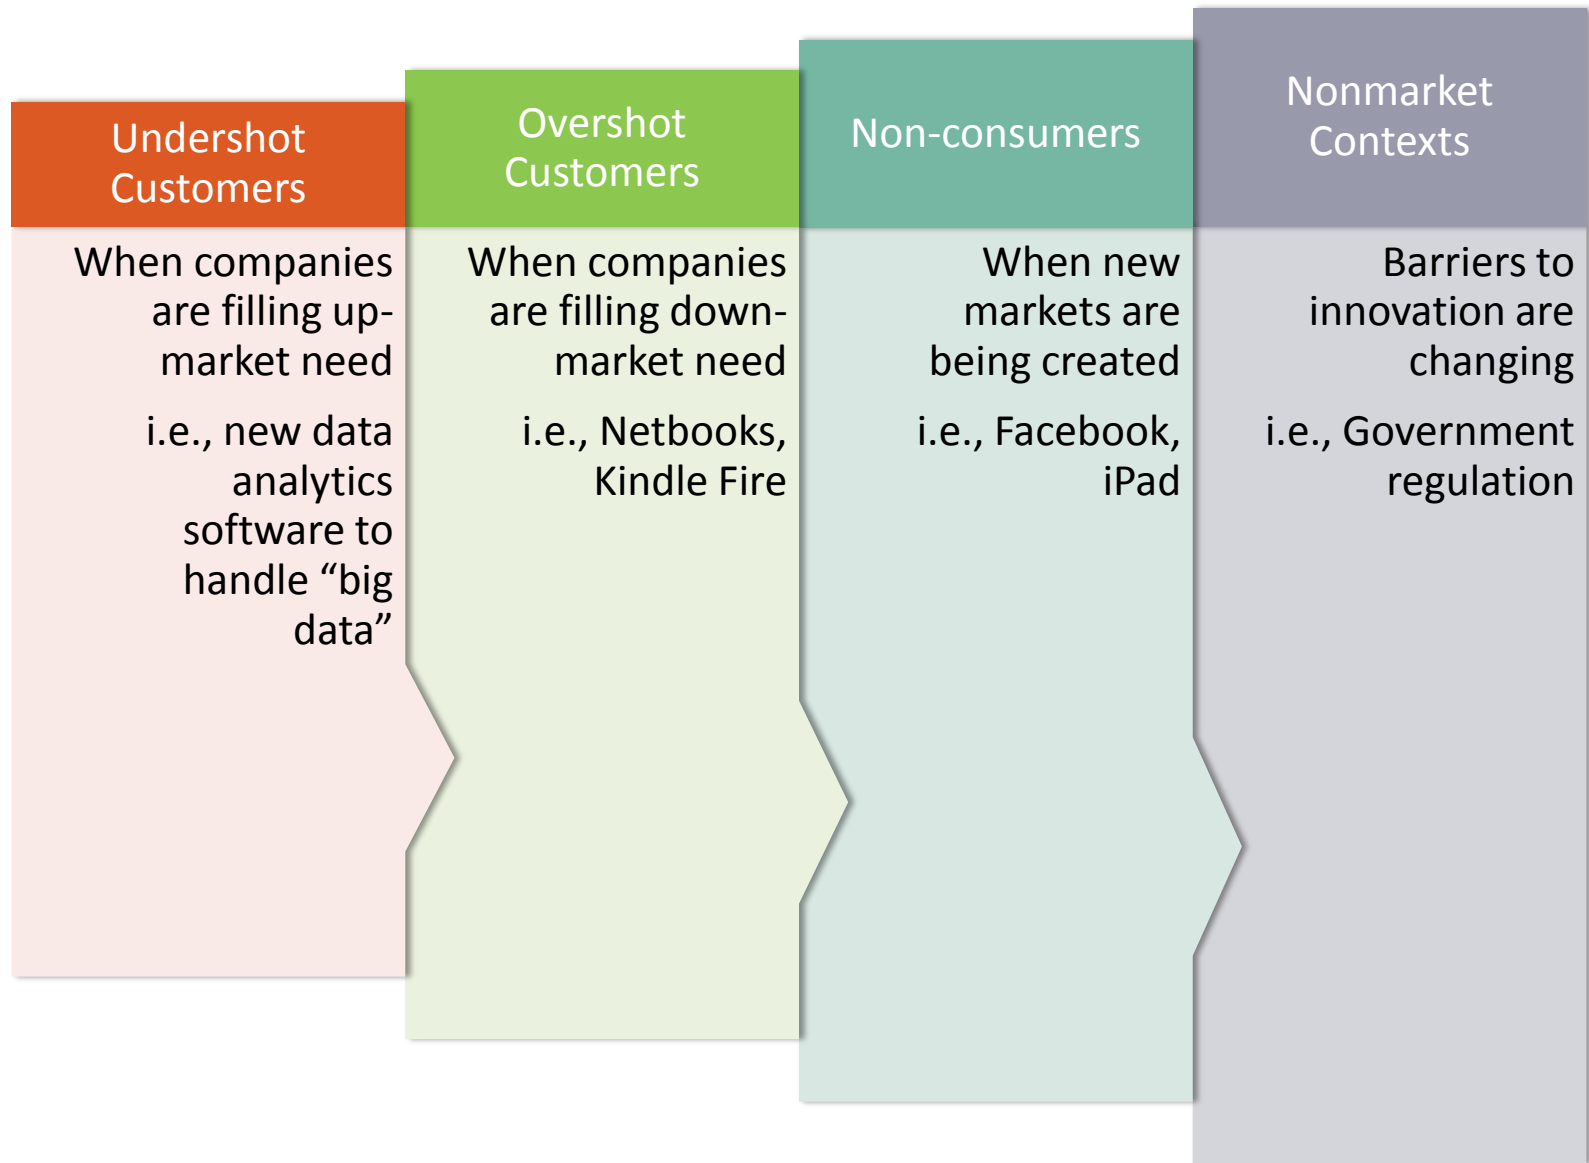 Undershot
Customers
When companies
are filling up-
market need
i.e., new data
analytics
software to
handle “big
data”
Overshot
Customers
When companies
are filling down-
market need
i.e., Netbooks,
Kindle Fire
Non-consumers
When new
markets are
being created
i.e., Facebook,
iPad
Nonmarket
Contexts
Barriers to
innovation are
changing
i.e., Government
regulation